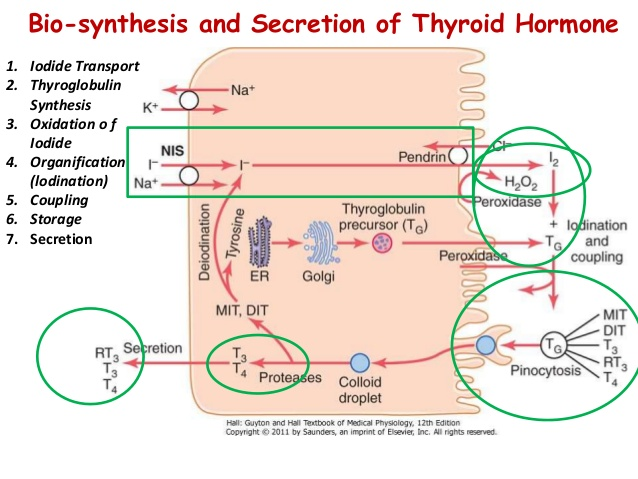 Bio-synthesis and Secretion of Thyroid Hormone
1. Iodide Transport
2. Thyroglobulin
Synthesis
3. Oxidation o f
Iodide
4. Organification
(Iodination)
5. Coupling
6. Storage
7. Secretion
Na+
K+
NIS
I–
I–
Na+
Pendrin
Cl–
I2
H2O2
Peroxidase
Deiodination
Tyrosine
ER
Golgi
Thyroglobulin
precursor (TG)
+
TG
Iodination
and
coupling
Peroxidase
MIT, DIT
MIT
DIT
T3
RT3
T4
TG
Pinocytosis
Colloid
droplet
Proteases
T3
T4
Secretion
RT3
T3
T4
Hall: Guyton and Hall Textbook of Medical Physiology, 12th Edition
Copyright © 2011 by Saunders, an imprint of Elsevier, Inc. All rights reserved.